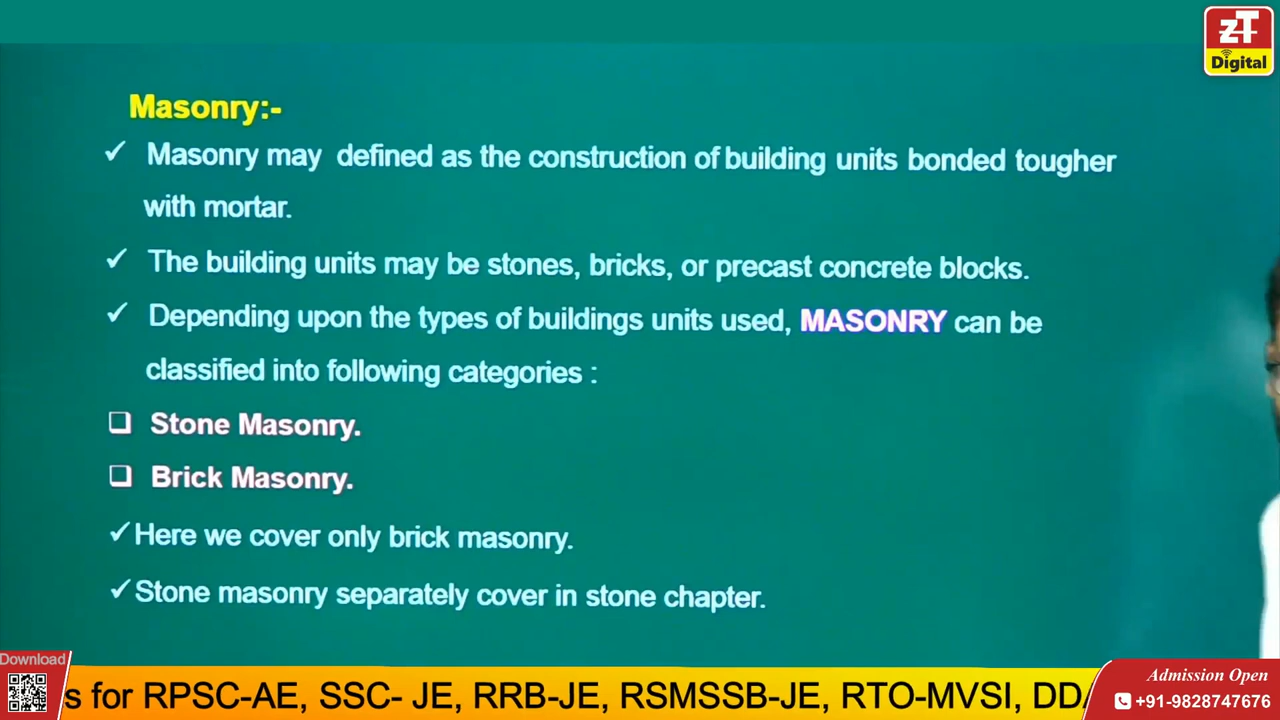 zT
Digital
Masonry:-
✓ Masonry may defined as the construction of building units bonded tougher
with mortar.
✓ The building units may be stones, bricks, or precast concrete blocks.
✓ Depending upon the types of buildings units used, MASONRY can be
classified into following categories :
❑ Stone Masonry.
❑ Brick Masonry.
✓Here we cover only brick masonry.
✓Stone masonry separately cover in stone chapter.
Download
s for RPSC-AE, SSC- JE, RRB-JE, RSMSSB-JE, RTO-MVSI, DDA
Admission Open
+91-9828747676